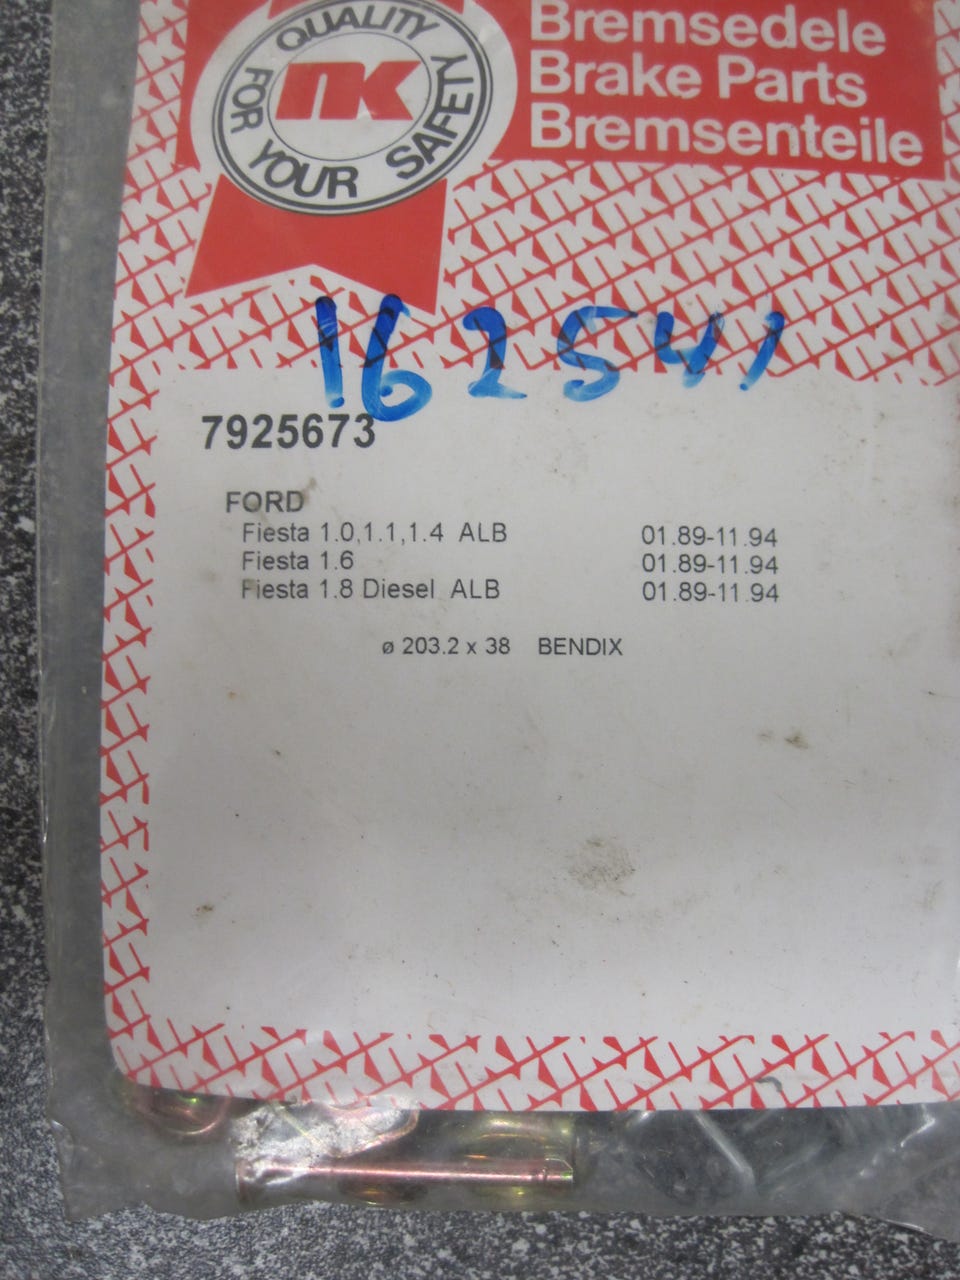 QUALITY
NK
FOR YOUR SAFETY
Bremsedele
Brake Parts
Bremsenteile
162541
7925673
FORD
Fiesta 1.0,1.1,1.4 ALB 01.89-11.94
Fiesta 1.6 01.89-11.94
Fiesta 1.8 Diesel ALB 01.89-11.94
ø 203.2 x 38 BENDIX